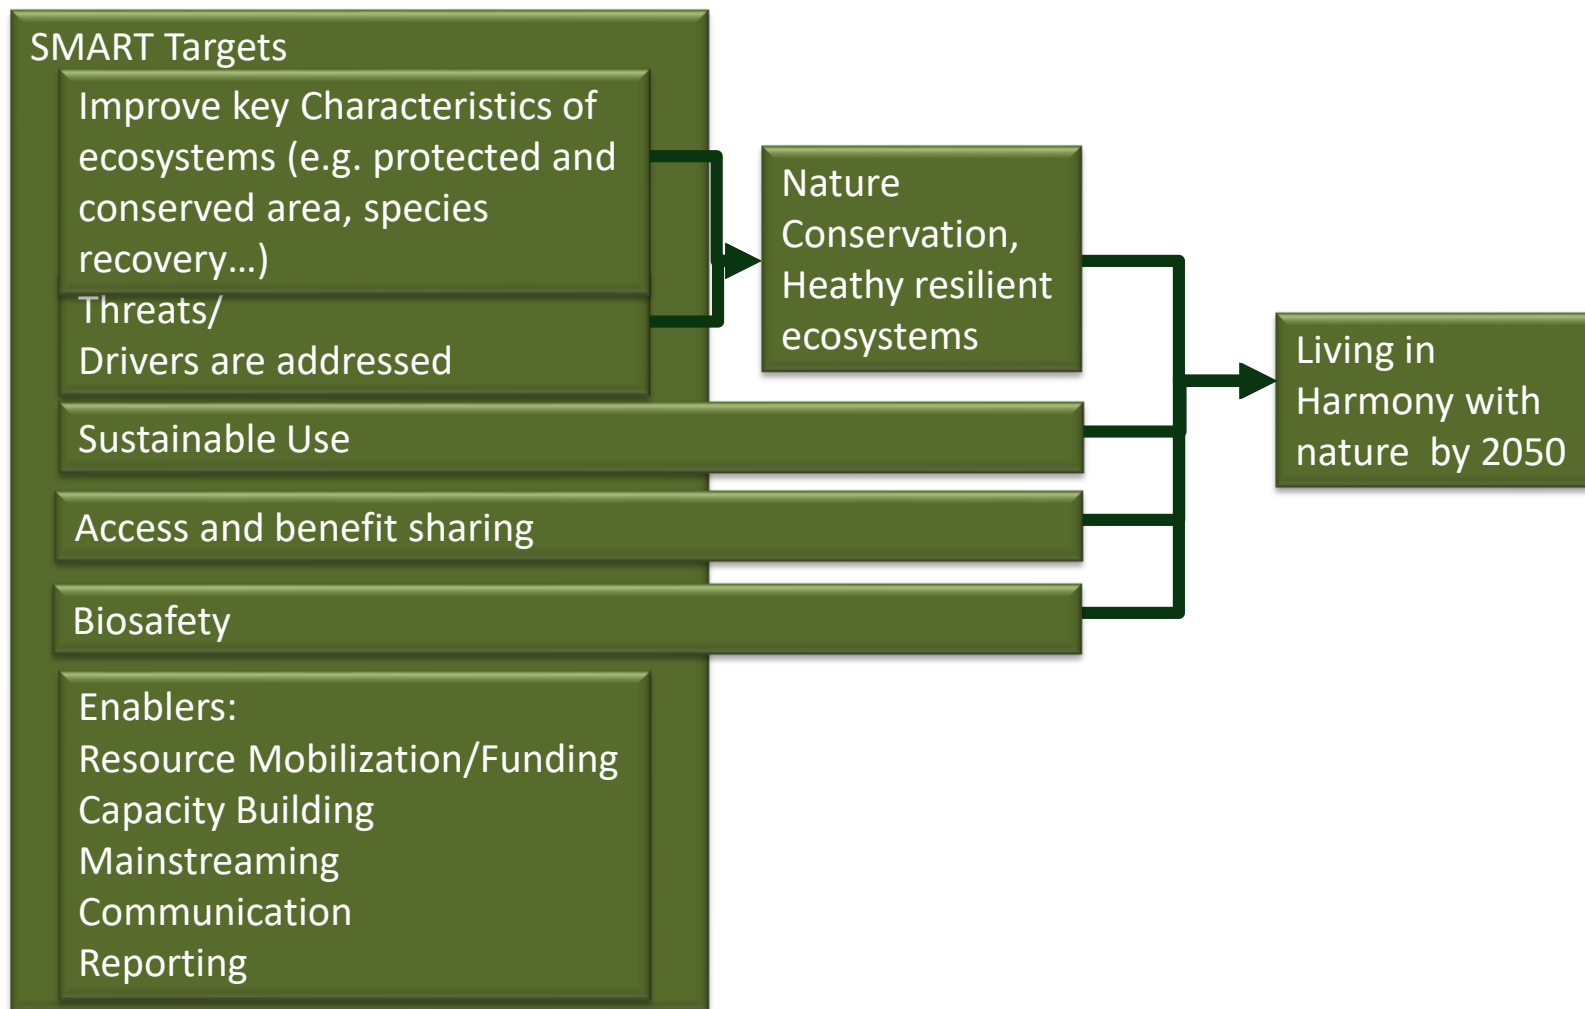 SMART Targets
Improve key Characteristics of
ecosystems (e.g. protected and
conserved area, species
recovery…)
Threats/
Drivers are addressed
Sustainable Use
Access and benefit sharing
Biosafety
Enablers:
Resource Mobilization/Funding
Capacity Building
Mainstreaming
Communication
Reporting
Nature
Conservation,
Heathy resilient
ecosystems
Living in
Harmony with
nature by 2050